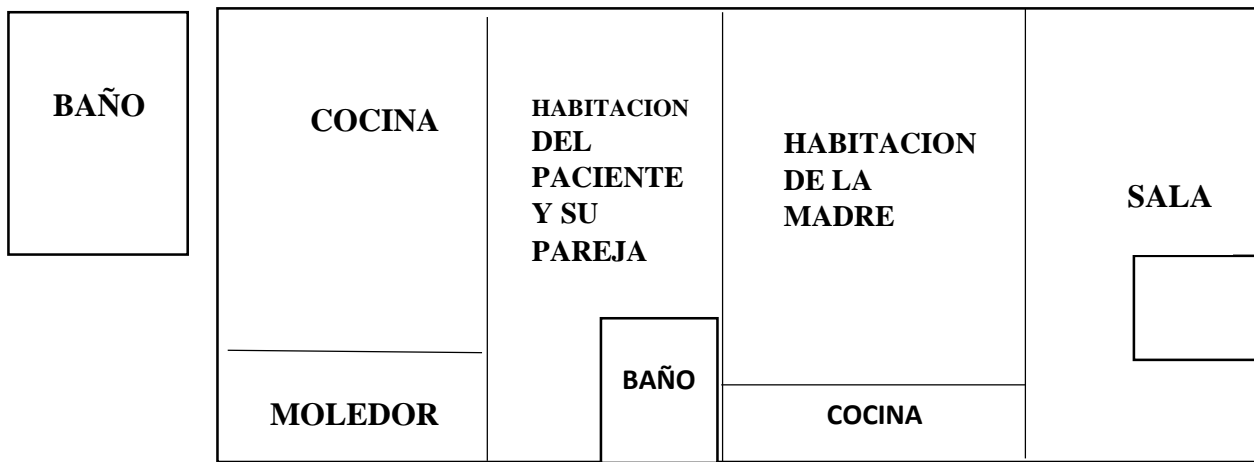 BAÑO
COCINA
MOLEDOR
HABITACION
DEL
PACIENTE
Y SU
PAREJA
BAÑO
HABITACION
DE LA
MADRE
COCINA
SALA